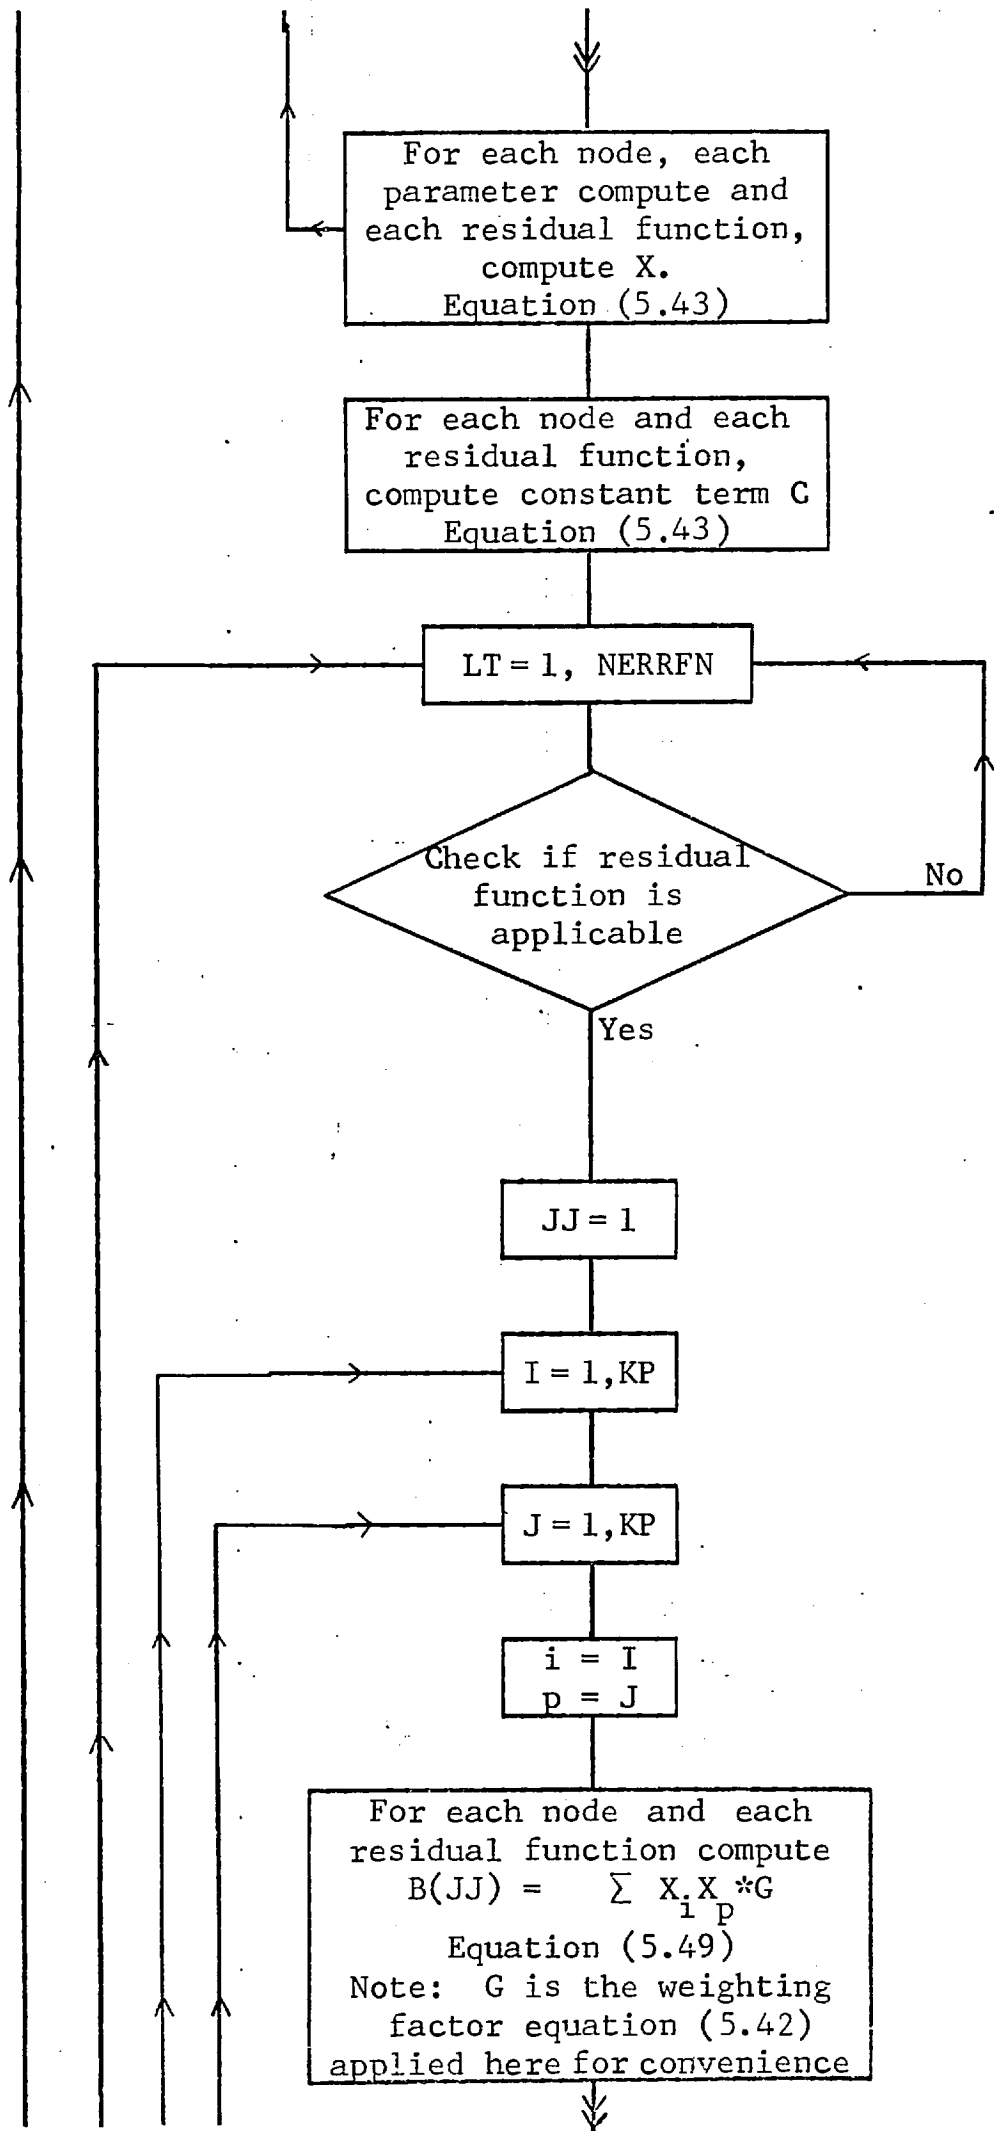 For each node, each
parameter compute and
each residual function,
compute X.
Equation (5.43)
For each node and each
residual function,
compute constant term C
Equation (5.43)
LT = 1, NERRFN
Check if residual
function is
applicable
No
Yes
JJ = 1
I = 1,KP
J = 1,KP
i = I
p = J
For each node and each
residual function compute
B(JJ) = Σ X_i X_p *G
Equation (5.49)
Note: G is the weighting
factor equation (5.42)
applied here for convenience